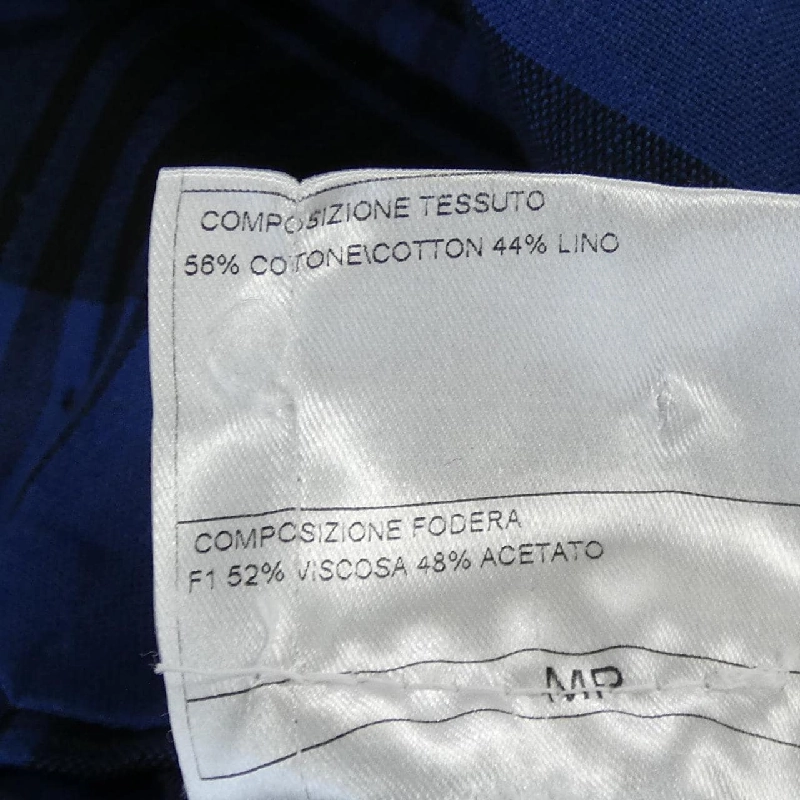 COMPOSIZIONE TESSUTO
56% COTONE\COTTON 44% LINO
COMPOSIZIONE FODERA
F1 52% VISCOSA 48% ACETATO
MP